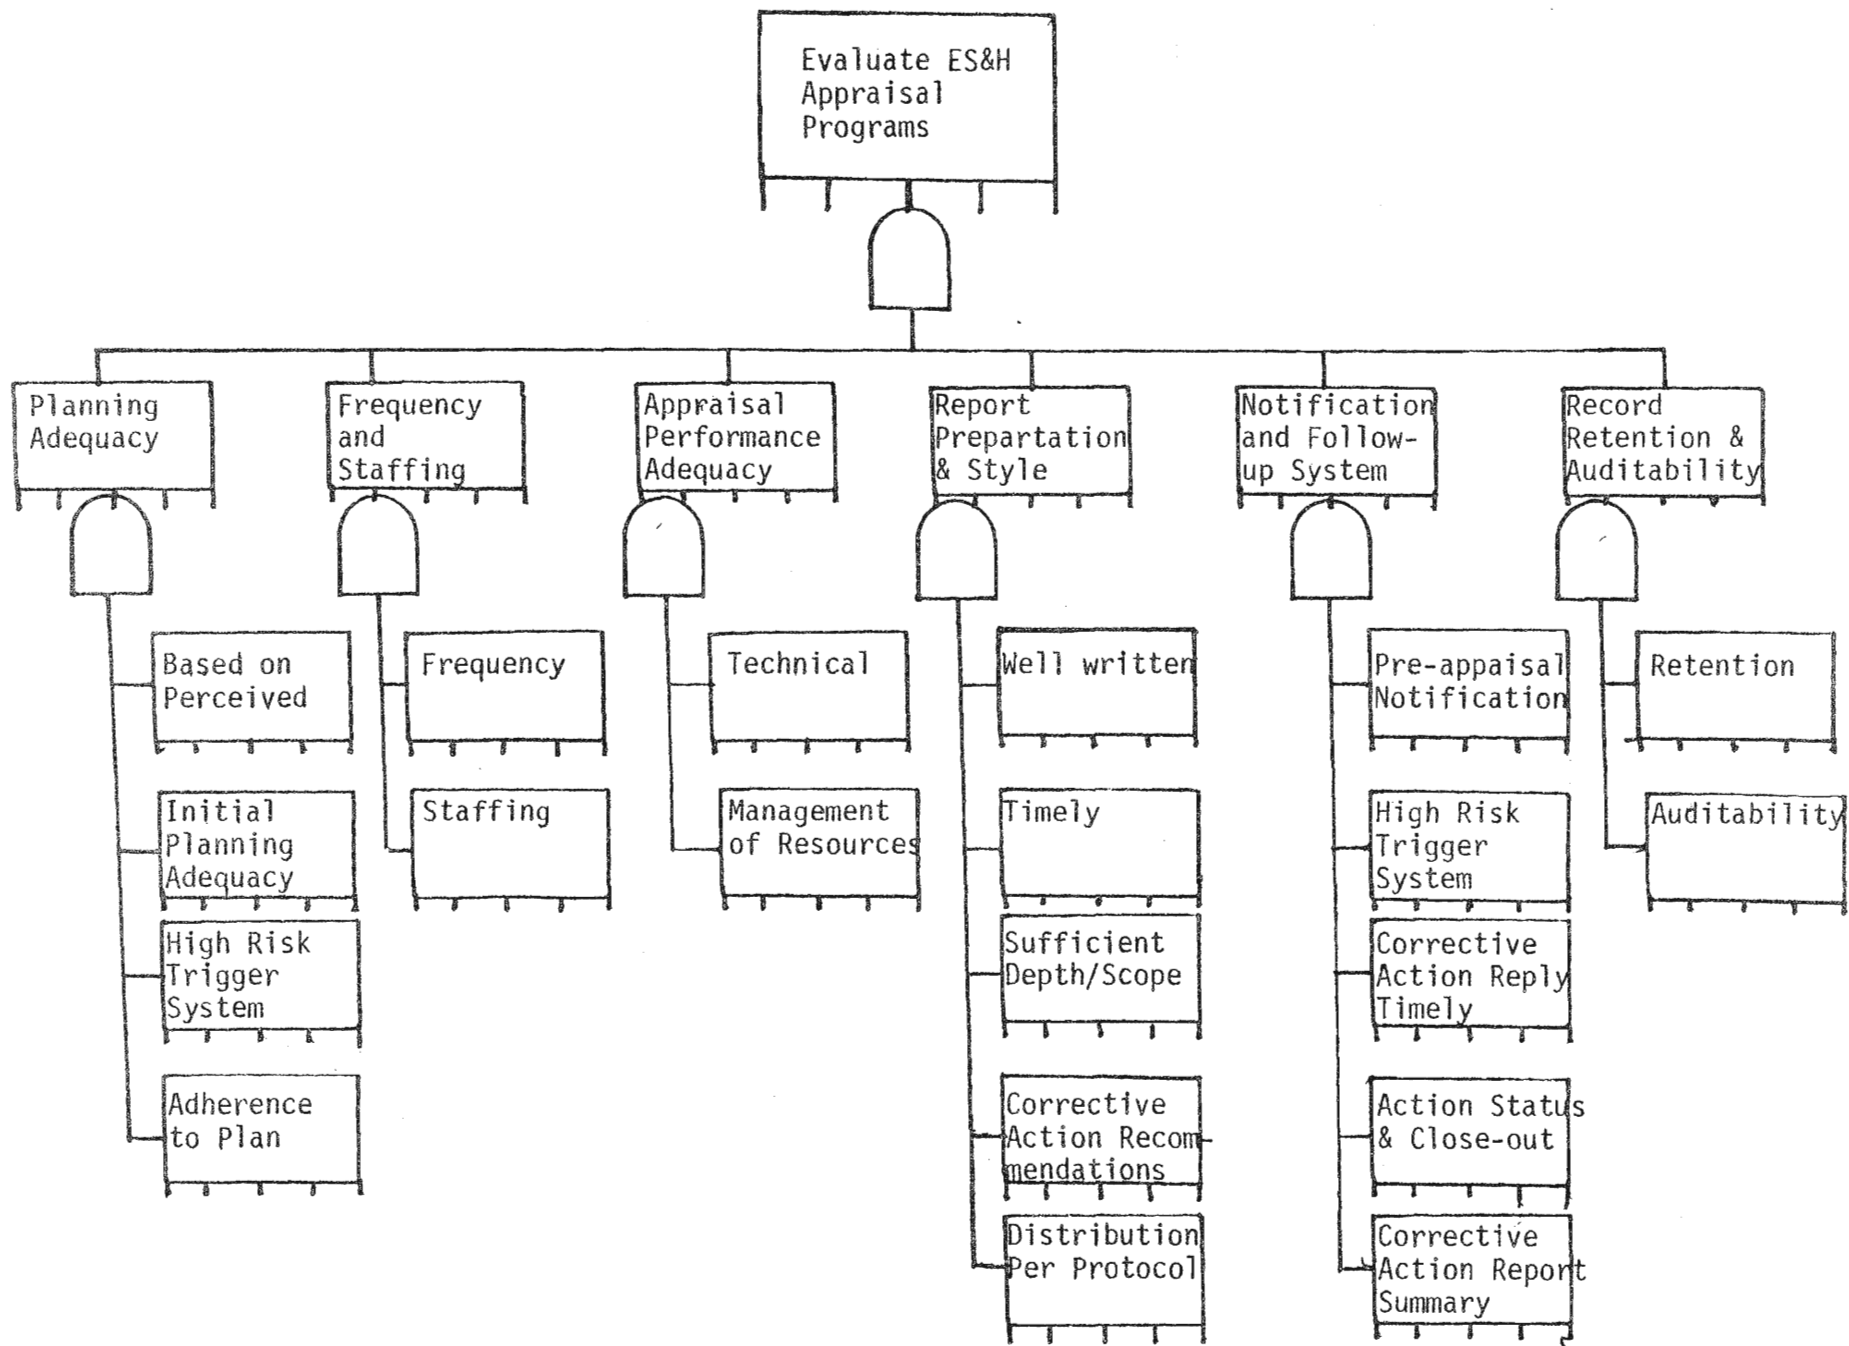 Evaluate ES&H
Appraisal
Programs
Planning
Adequacy
Frequency
and
Staffing
Appraisal
Performance
Adequacy
Report
Prepartation
& Style
Notification
and Follow-
up System
Record
Retention &
Auditability
Based on
Perceived
Initial
Planning
Adequacy
High Risk
Trigger
System
Adherence
to Plan
Frequency
Staffing
Technical
Management
of Resources
Well written
Timely
Sufficient
Depth/Scope
Corrective
Action Recom-
mendations
Distribution
Per Protocol
Pre-appaisal
Notification
High Risk
Trigger
System
Corrective
Action Reply
Timely
Action Status
& Close-out
Corrective
Action Report
Summary
Retention
Auditability